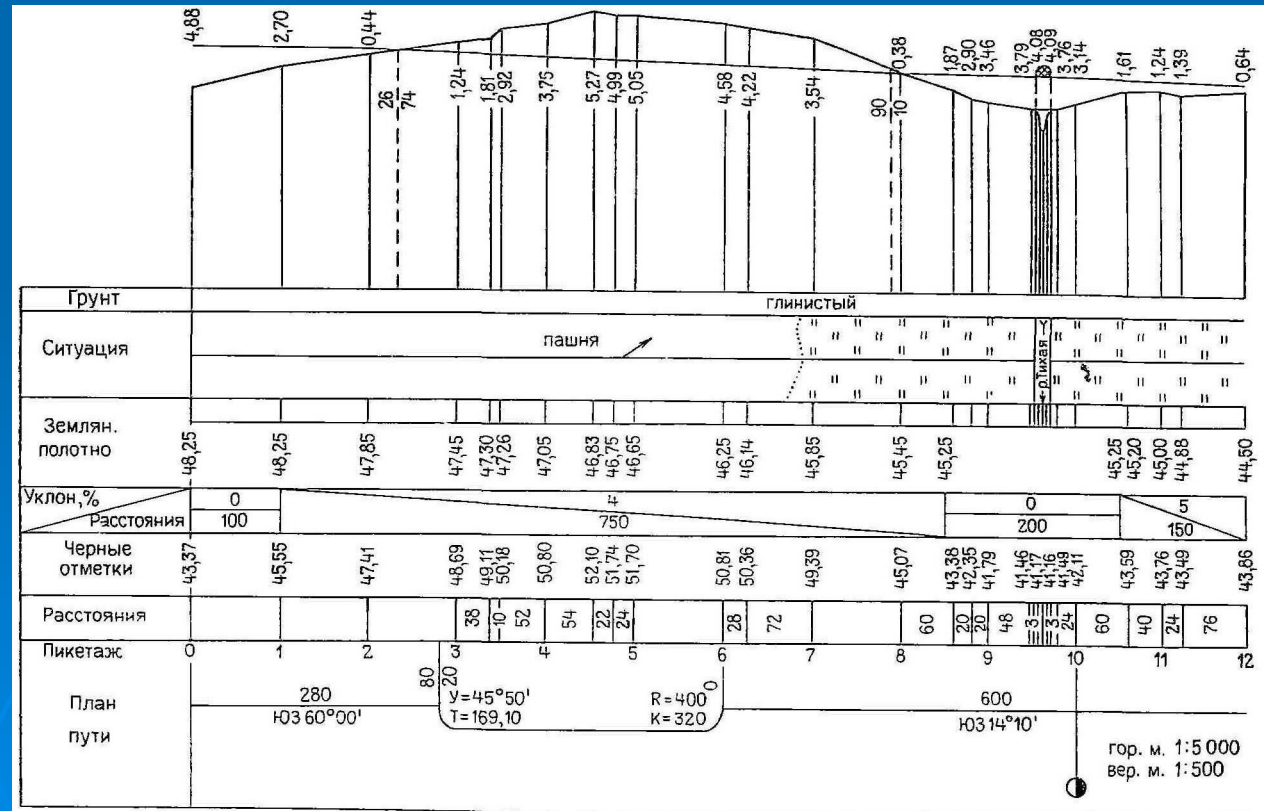 4,88 2,70 0,44 1,24 1,81 2,92 3,75 5,27 4,99 5,05 4,58 4,22 3,54 0,38 1,87 2,90 3,46 3,79 4,08 4,09 3,76 3,14 1,61 1,24 1,39 0,64
26 74 90 10
Грунт глинистый
Ситуация пашня р.Тихая
Землян.
полотно
48,25 48,25 47,85 47,45 47,30 47,26 47,05 46,83 46,75 46,65 46,25 46,14 45,85 45,45 45,25 45,25 45,20 45,00 44,88 44,50
Уклон,% 0 4 0 5
Расстояния 100 750 200 150
Черные
отметки
43,37 45,55 47,41 48,69 49,11 50,18 50,80 52,10 51,74 51,70 50,81 50,36 49,39 45,07 43,38 42,35 41,79 41,46 41,17 41,16 41,49 42,11 43,59 43,76 43,49 43,86
Расстояния 38 10 52 54 22 24 28 72 60 20 20 48 3 3 24 60 40 24 76
Пикетаж 0 1 2 3 4 5 6 7 8 9 10 11 12
План
пути
280
ЮЗ 60°00'
80 20
У=45°50' R=400
Т=169,10 К=320
0
600
ЮЗ 14°10'
гор. м. 1:5 000
вер. м. 1:500